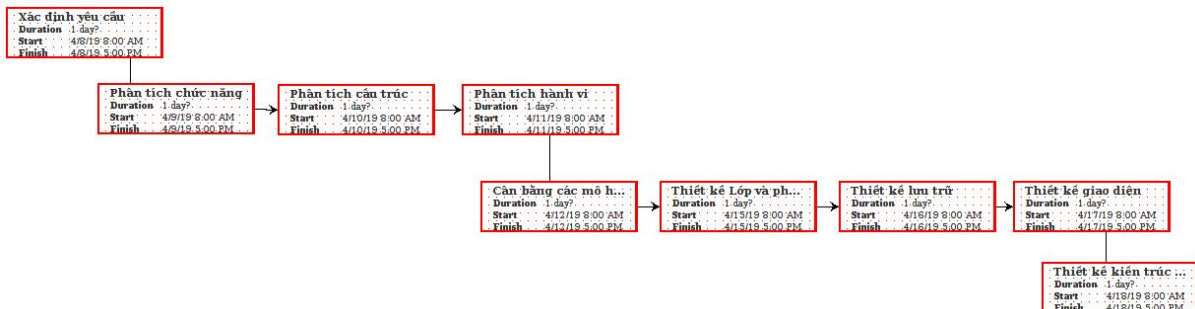 Xác định yêu cầu
Duration 1 day?
Start 4/8/19 8:00 AM
Finish 4/8/19 5:00 PM
Phân tích chức năng
Duration 1 day?
Start 4/9/19 8:00 AM
Finish 4/9/19 5:00 PM
Phân tích cấu trúc
Duration 1 day?
Start 4/10/19 8:00 AM
Finish 4/10/19 5:00 PM
Phân tích hành vi
Duration 1 day?
Start 4/11/19 8:00 AM
Finish 4/11/19 5:00 PM
Cân bằng các mô h...
Duration 1 day?
Start 4/12/19 8:00 AM
Finish 4/12/19 5:00 PM
Thiết kế Lớp và ph...
Duration 1 day?
Start 4/15/19 8:00 AM
Finish 4/15/19 5:00 PM
Thiết kế lưu trữ
Duration 1 day?
Start 4/16/19 8:00 AM
Finish 4/16/19 5:00 PM
Thiết kế giao diện
Duration 1 day?
Start 4/17/19 8:00 AM
Finish 4/17/19 5:00 PM
Thiết kế kiến trúc ...
Duration 1 day?
Start 4/18/19 8:00 AM
Finish 4/18/19 5:00 PM